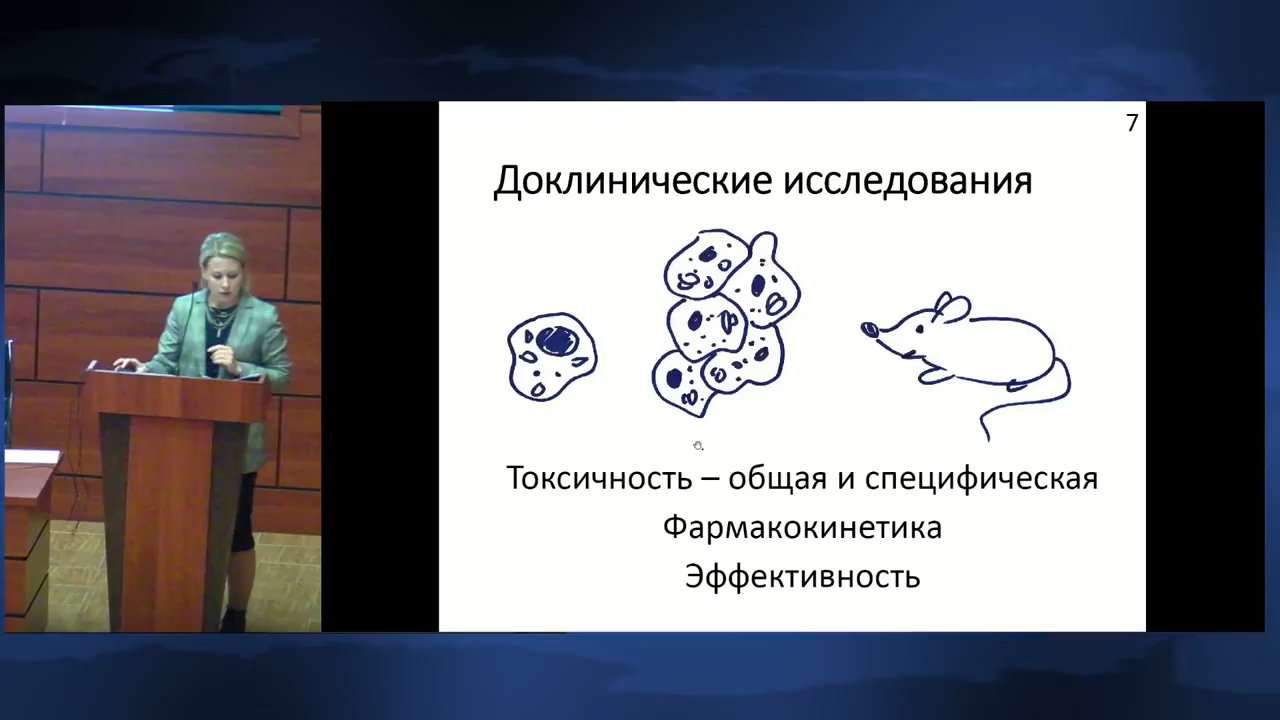 7
Доклинические исследования
Токсичность – общая и специфическая
Фармакокинетика
Эффективность